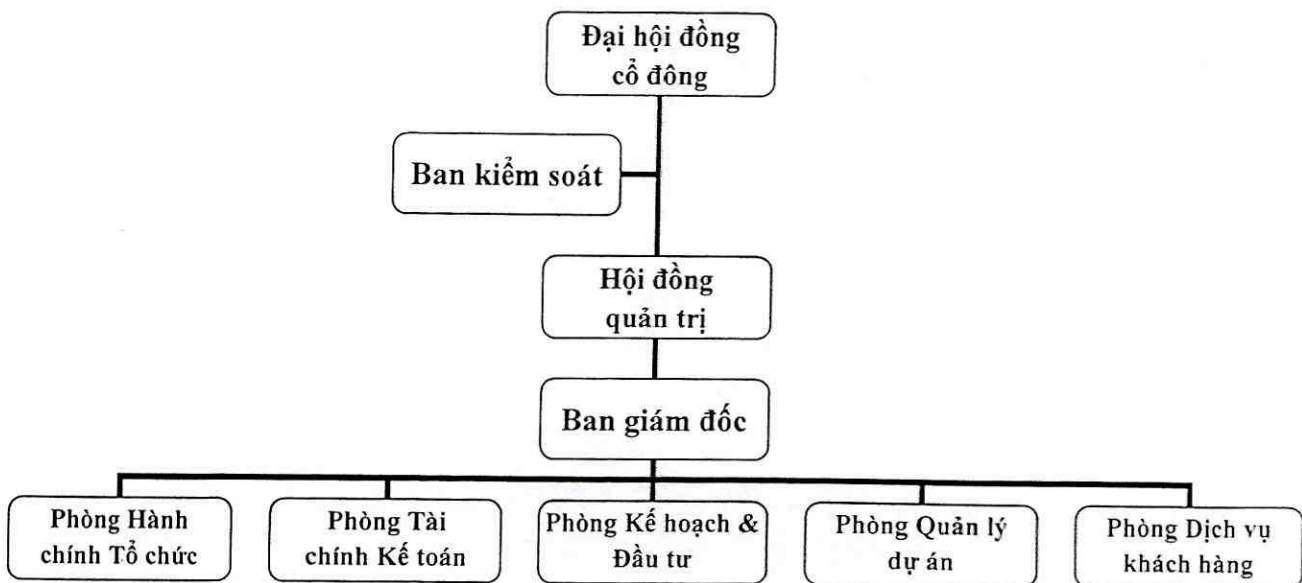 Đại hội đồng
cổ đông
Ban kiểm soát
Hội đồng
quản trị
Ban giám đốc
Phòng Hành
chính Tổ chức
Phòng Tài
chính Kế toán
Phòng Kế hoạch &
Đầu tư
Phòng Quản lý
dự án
Phòng Dịch vụ
khách hàng